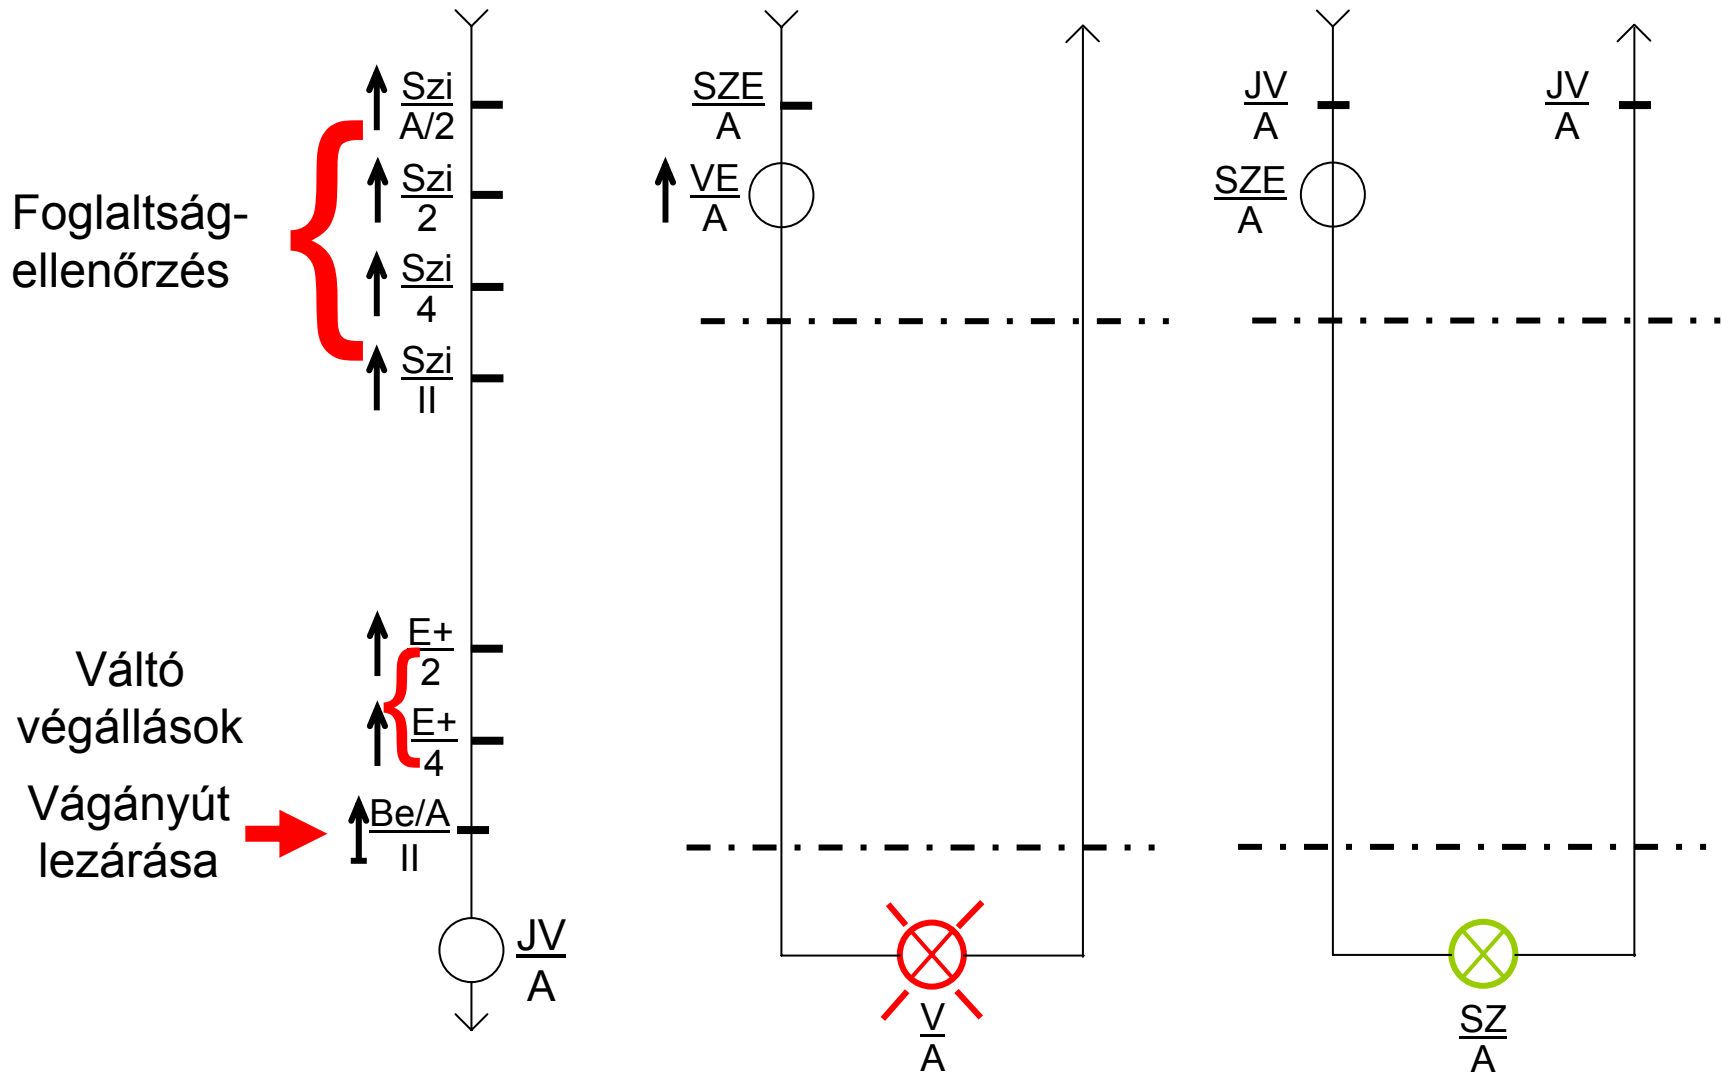 Foglaltság-
ellenőrzés
Szi
A/2
Szi
2
Szi
4
Szi
II
Váltó
végállások
E+
2
E+
4
Vágányút
lezárása
Be/A
II
JV
A
SZE
A
VE
A
V
A
JV
A
SZE
A
JV
A
SZ
A